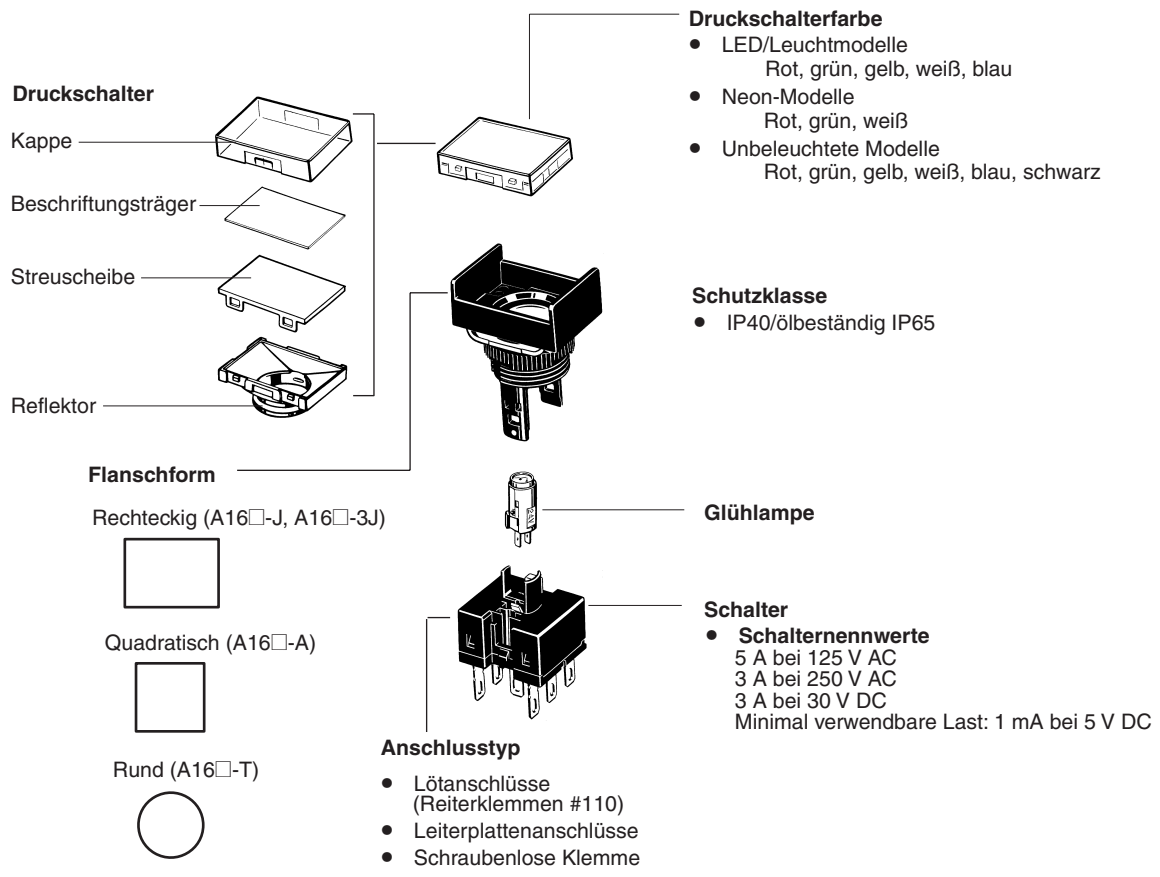 Druckschalter
Kappe
Beschriftungsträger
Streuscheibe
Reflektor
Druckschalterfarbe
• LED/Leuchtmodelle
Rot, grün, gelb, weiß, blau
• Neon-Modelle
Rot, grün, weiß
• Unbeleuchtete Modelle
Rot, grün, gelb, weiß, blau, schwarz
Schutzklasse
• IP40/ölbeständig IP65
Flanschform
Rechteckig (A16□-J, A16□-3J)
Quadratisch (A16□-A)
Rund (A16□-T)
Glühlampe
Schalter
• Schalternennwerte
5 A bei 125 V AC
3 A bei 250 V AC
3 A bei 30 V DC
Minimal verwendbare Last: 1 mA bei 5 V DC
Anschlusstyp
• Lötanschlüsse
(Reiterklemmen #110)
• Leiterplattenanschlüsse
• Schraubenlose Klemme